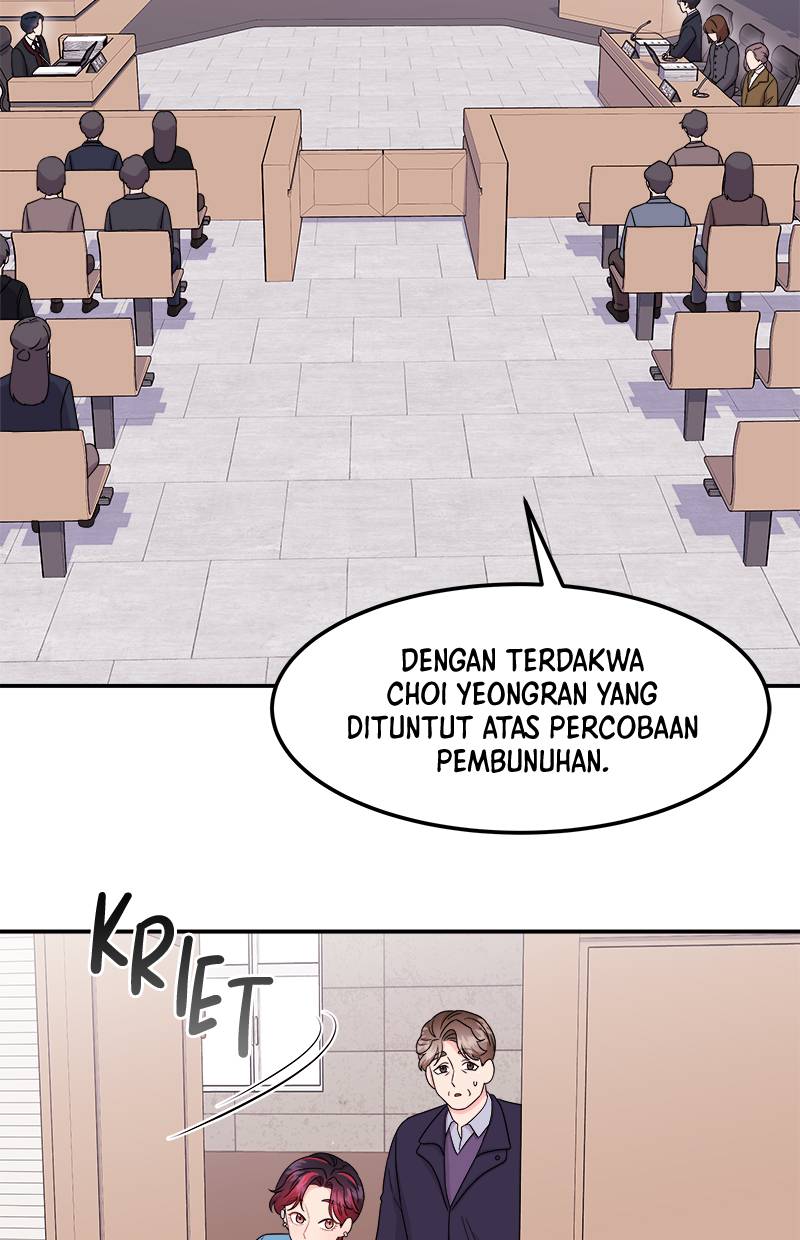 DENGAN TERDAKWA
CHOI YEONGRAN YANG
DITUNTUT ATAS PERCOBAAN
PEMBUNUHAN.
KRIET